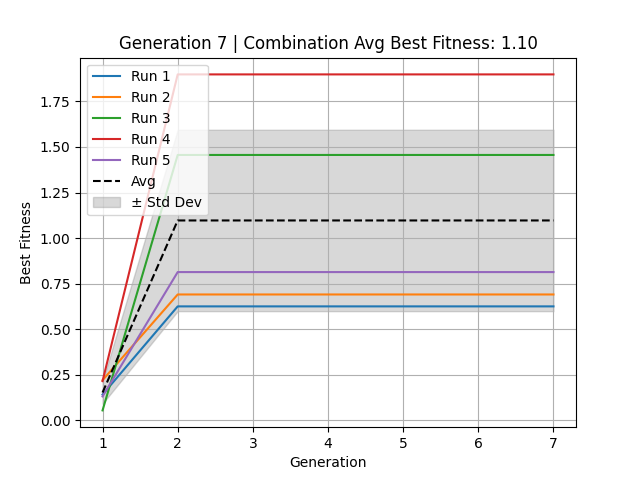 Generation 7 | Combination Avg Best Fitness: 1.10
Run 1
Run 2
Run 3
Run 4
Run 5
Avg
± Std Dev
Best Fitness
1.75
1.50
1.25
1.00
0.75
0.50
0.25
0.00
1 2 3 4 5 6 7
Generation